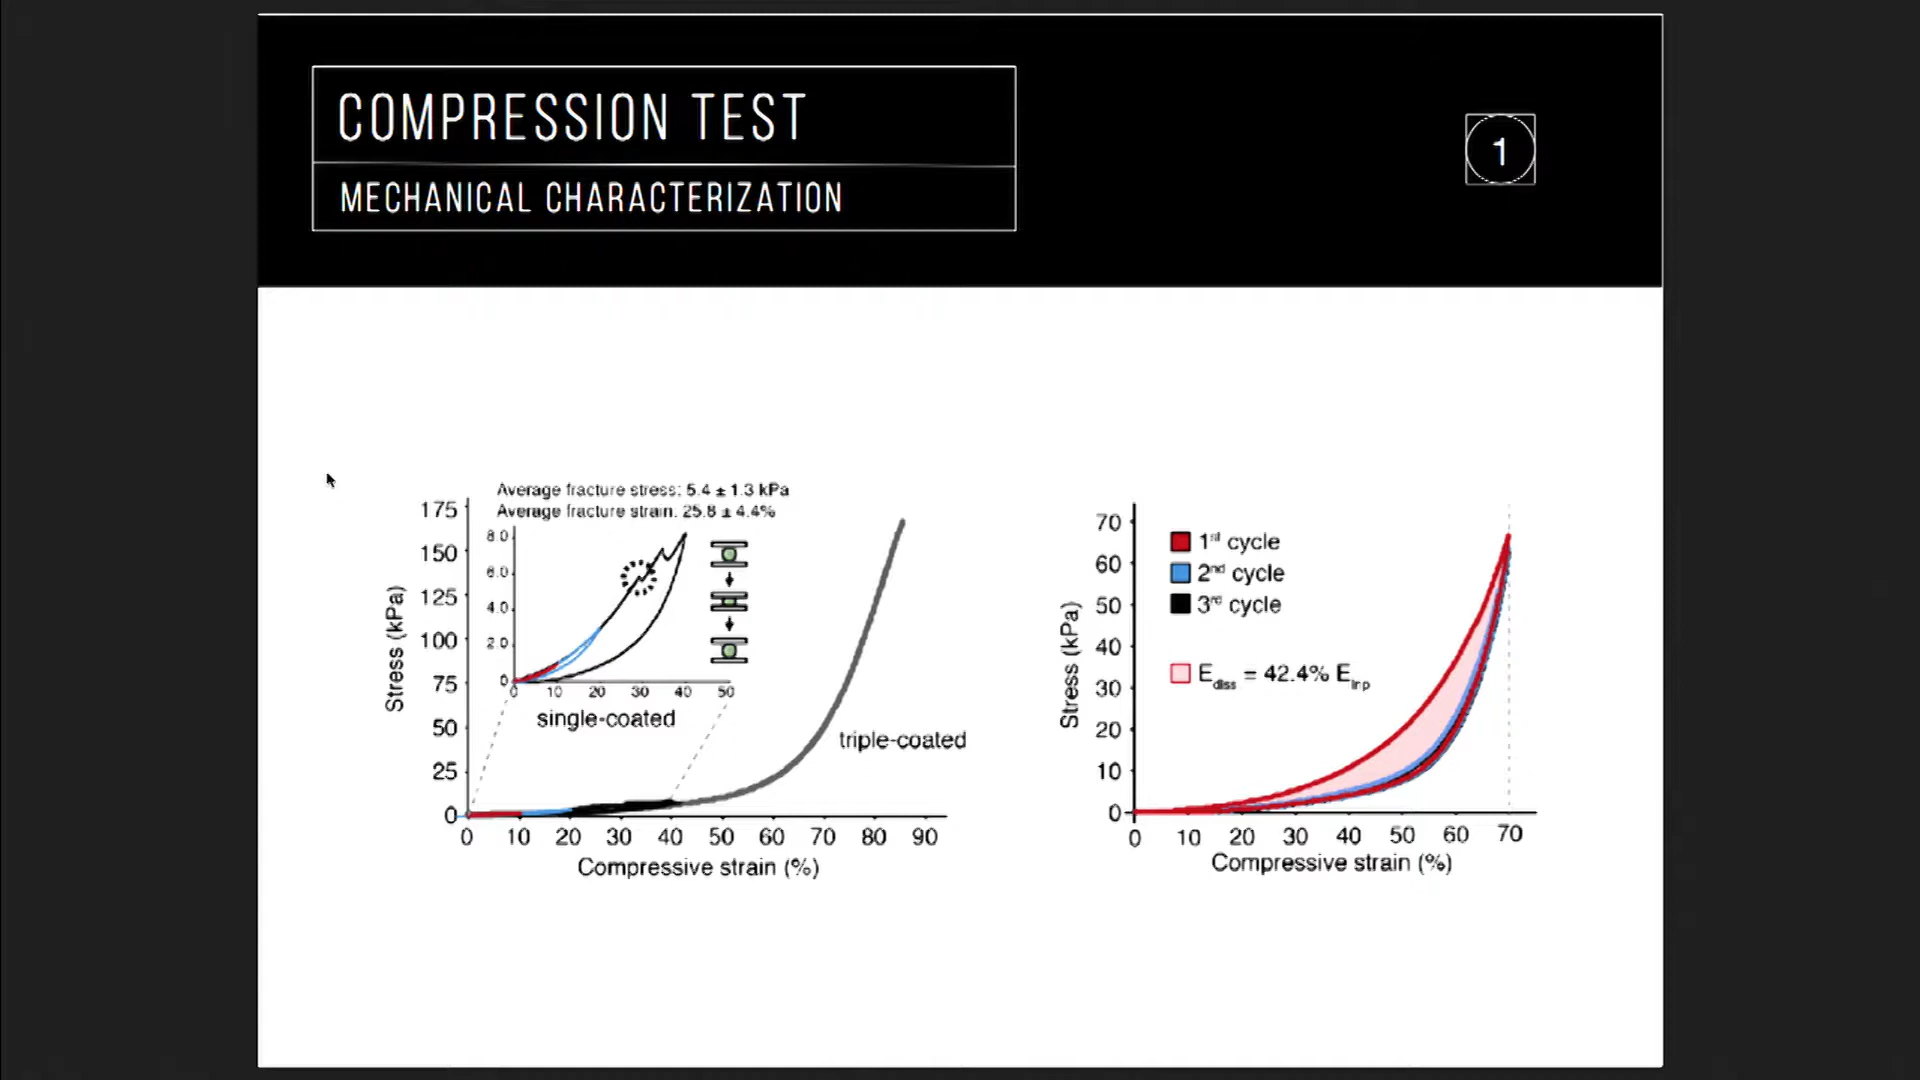 COMPRESSION TEST
MECHANICAL CHARACTERIZATION
1
Average fracture stress: 5.4 ± 1.3 kPa
Average fracture strain: 25.8 ± 4.4%
175
150
125
100
75
50
25
0
Stress (kPa)
8.0
6.0
4.0
2.0
0
0 10 20 30 40 50
single-coated
triple-coated
0 10 20 30 40 50 60 70 80 90
Compressive strain (%)
70
60
50
40
30
20
10
0
Stress (kPa)
1st cycle
2nd cycle
3rd cycle
Ediss = 42.4% Einp
0 10 20 30 40 50 60 70
Compressive strain (%)